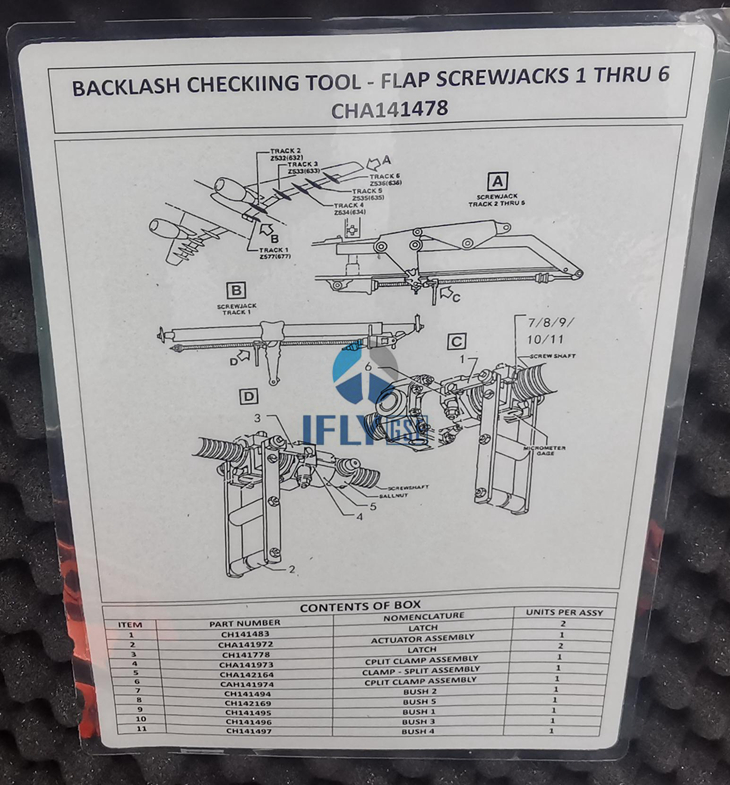 BACKLASH CHECKIING TOOL - FLAP SCREWJACKS 1 THRU 6
CHA141478
TRACK 2
ZS32(632)
TRACK 3
ZS33(633)
A
TRACK 6
ZS36(636)
TRACK 5
ZS35(635)
TRACK 4
ZS34(634)
B
TRACK 1
ZS77(677)
A
SCREWJACK
TRACK 2 THRU 5
C
B
SCREWJACK
TRACK 1
D
C
7/8/9/
10/11
SCREW SHAFT
6
1
MICROMETER
GAGE
IFLY GSE
D
3
SCREWSHAFT
BALLNUT
5
4
2
CONTENTS OF BOX
ITEM PART NUMBER NOMENCLATURE UNITS PER ASSY
1 CH141483 LATCH 2
2 CHA141972 ACTUATOR ASSEMBLY 1
3 CH141778 LATCH 2
4 CHA141973 CPLIT CLAMP ASSEMBLY 1
5 CHA142164 CLAMP - SPLIT ASSEMBLY 1
6 CAH141974 CPLIT CLAMP ASSEMBLY 1
7 CH141494 BUSH 2 1
8 CH142169 BUSH 5 1
9 CH141495 BUSH 1 1
10 CH141496 BUSH 3 1
11 CH141497 BUSH 4 1